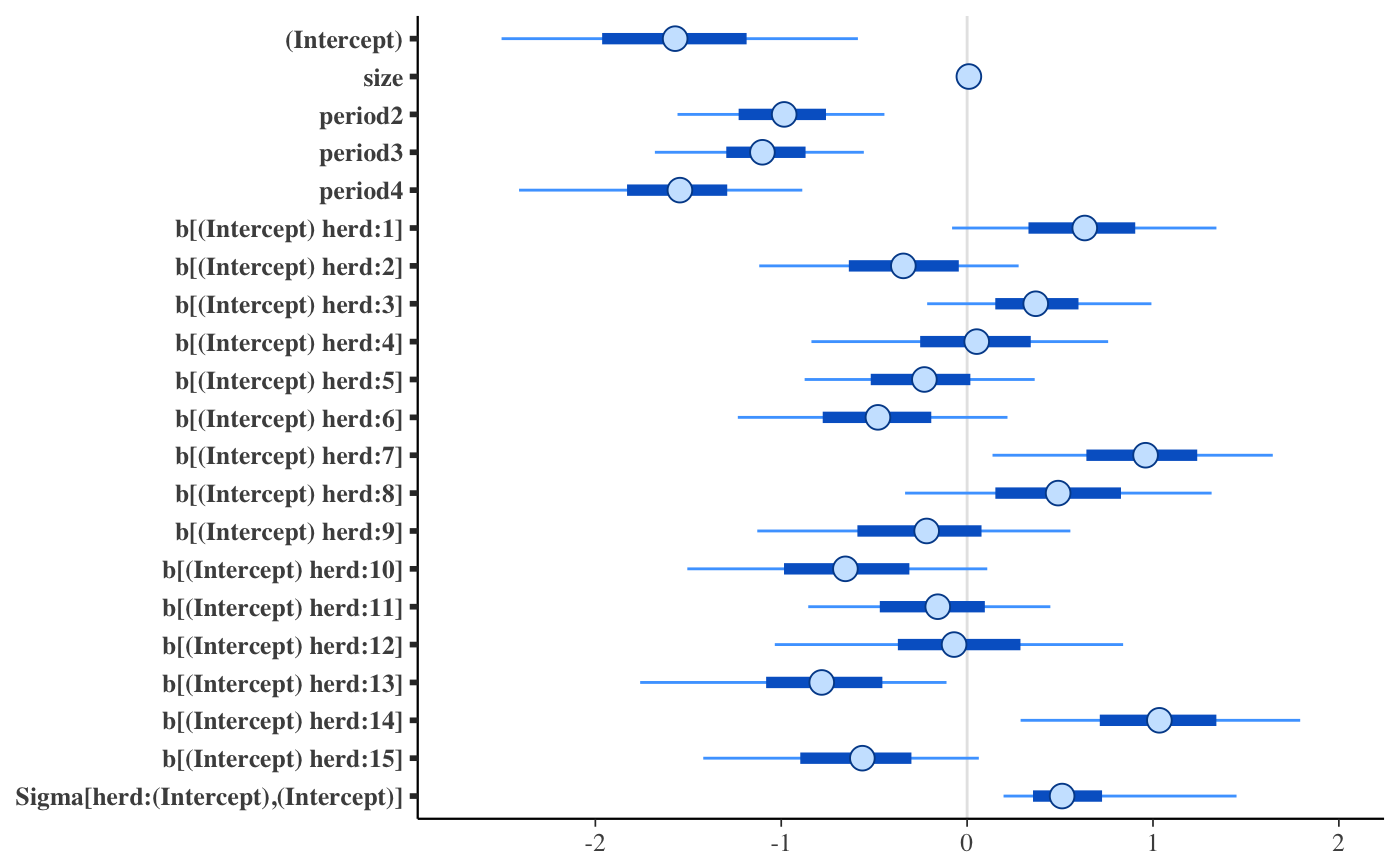 (Intercept)
size
period2
period3
period4
b[(Intercept) herd:1]
b[(Intercept) herd:2]
b[(Intercept) herd:3]
b[(Intercept) herd:4]
b[(Intercept) herd:5]
b[(Intercept) herd:6]
b[(Intercept) herd:7]
b[(Intercept) herd:8]
b[(Intercept) herd:9]
b[(Intercept) herd:10]
b[(Intercept) herd:11]
b[(Intercept) herd:12]
b[(Intercept) herd:13]
b[(Intercept) herd:14]
b[(Intercept) herd:15]
Sigma[herd:(Intercept),(Intercept)]
-2 -1 0 1 2